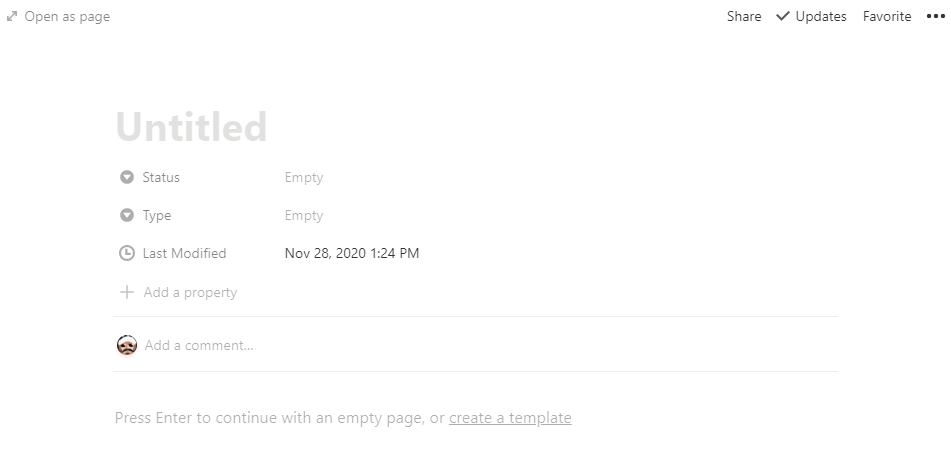 Open as page Share Updates Favorite
Untitled
Status Empty
Type Empty
Last Modified Nov 28, 2020 1:24 PM
Add a property
Add a comment...
Press Enter to continue with an empty page, or create a template